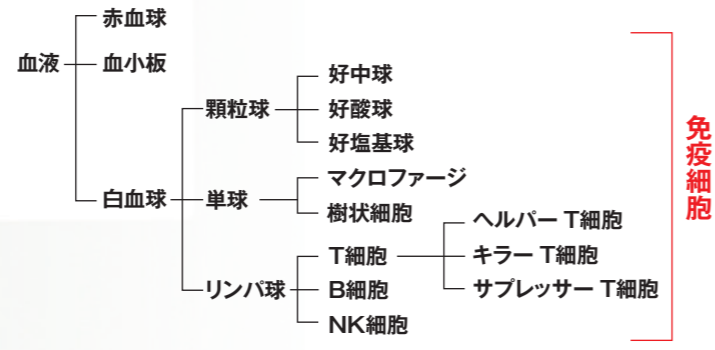 血液
赤血球
血小板
白血球
顆粒球
好中球
好酸球
好塩基球
単球
マクロファージ
樹状細胞
リンパ球
T細胞
ヘルパー T細胞
キラー T細胞
サプレッサー T細胞
B細胞
NK細胞
免疫細胞